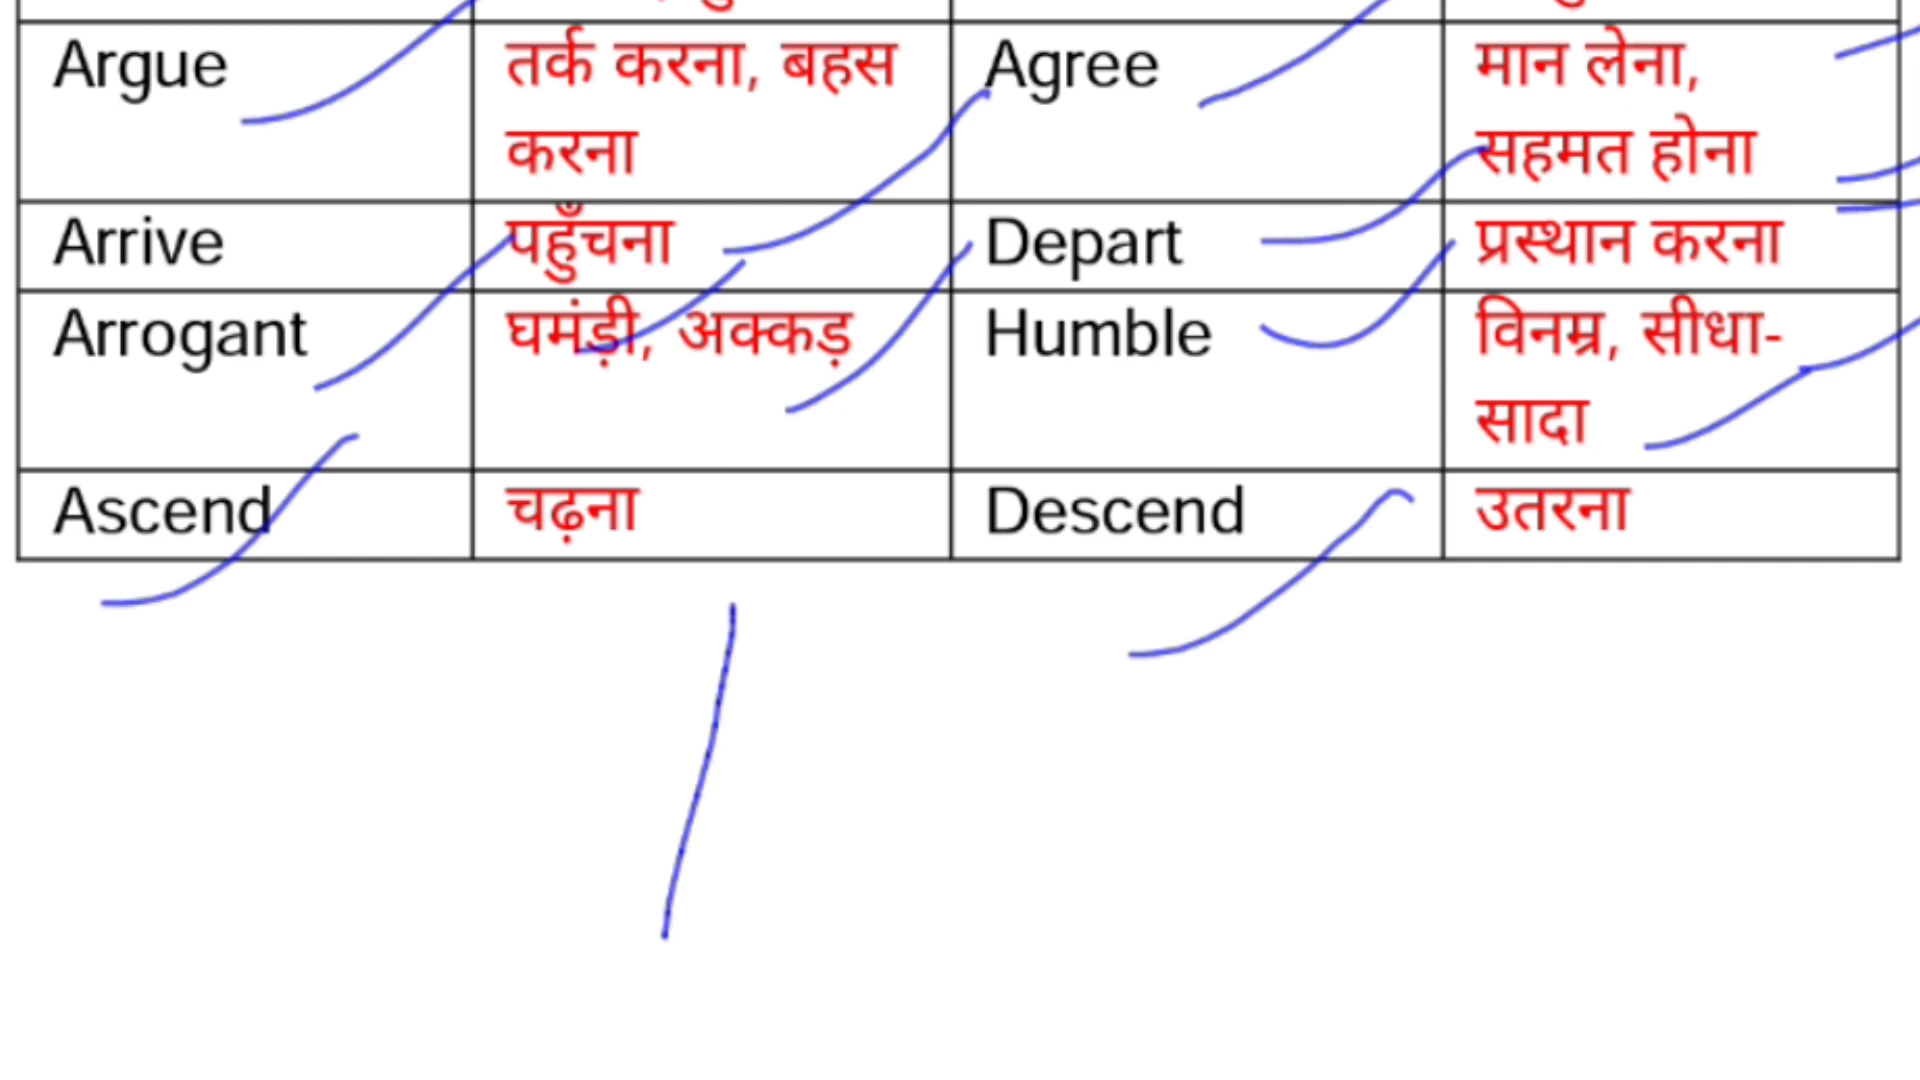 Argue तर्क करना, बहस Agree मान लेना,
करना सहमत होना
Arrive पहुँचना Depart प्रस्थान करना
Arrogant घमंड़ी, अक्कड़ Humble विनम्र, सीधा-
सादा
Ascend चढ़ना Descend उतरना